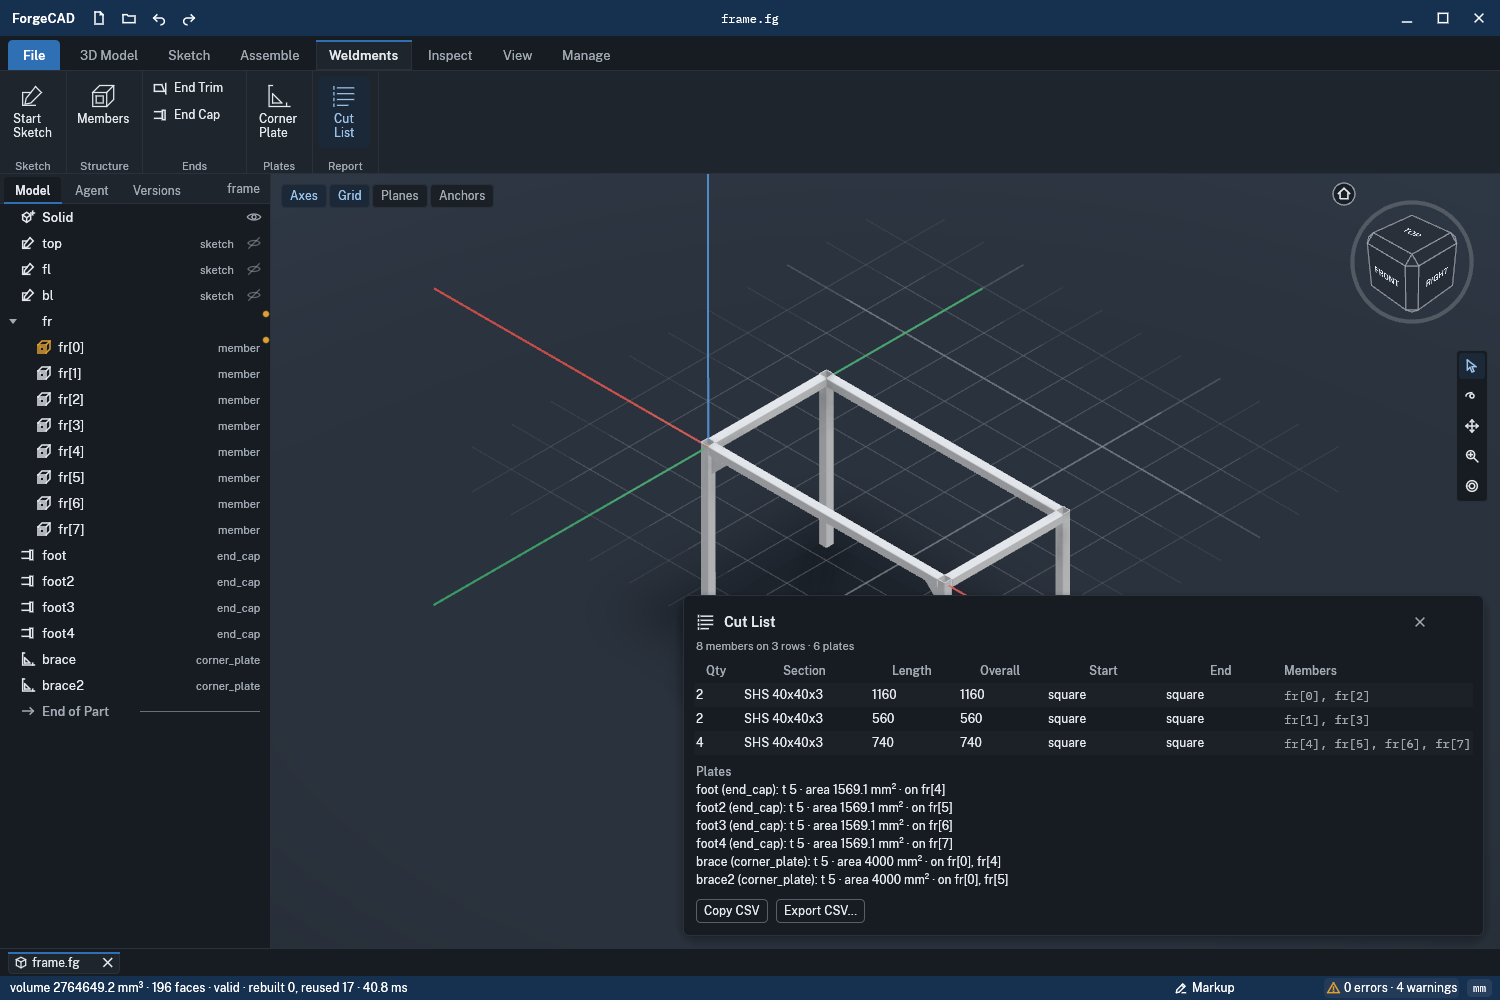 ForgeCAD
frame.fg
File
3D Model
Sketch
Assemble
Weldments
Inspect
View
Manage
Start Sketch
Members
End Trim
End Cap
Corner Plate
Cut List
Sketch
Structure
Ends
Plates
Report
Model
Agent
Versions
frame
Axes
Grid
Planes
Anchors
TOP
FRONT
RIGHT
Solid
top sketch
fl sketch
bl sketch
fr
fr[0] member
fr[1] member
fr[2] member
fr[3] member
fr[4] member
fr[5] member
fr[6] member
fr[7] member
foot end_cap
foot2 end_cap
foot3 end_cap
foot4 end_cap
brace corner_plate
brace2 corner_plate
End of Part
Cut List
8 members on 3 rows · 6 plates
Qty Section Length Overall Start End Members
2 SHS 40x40x3 1160 1160 square square fr[0], fr[2]
2 SHS 40x40x3 560 560 square square fr[1], fr[3]
4 SHS 40x40x3 740 740 square square fr[4], fr[5], fr[6], fr[7]
Plates
foot (end_cap): t 5 · area 1569.1 mm² · on fr[4]
foot2 (end_cap): t 5 · area 1569.1 mm² · on fr[5]
foot3 (end_cap): t 5 · area 1569.1 mm² · on fr[6]
foot4 (end_cap): t 5 · area 1569.1 mm² · on fr[7]
brace (corner_plate): t 5 · area 4000 mm² · on fr[0], fr[4]
brace2 (corner_plate): t 5 · area 4000 mm² · on fr[0], fr[5]
Copy CSV
Export CSV...
frame.fg
volume 2764649.2 mm³ · 196 faces · valid · rebuilt 0, reused 17 · 40.8 ms
Markup
0 errors · 4 warnings
mm